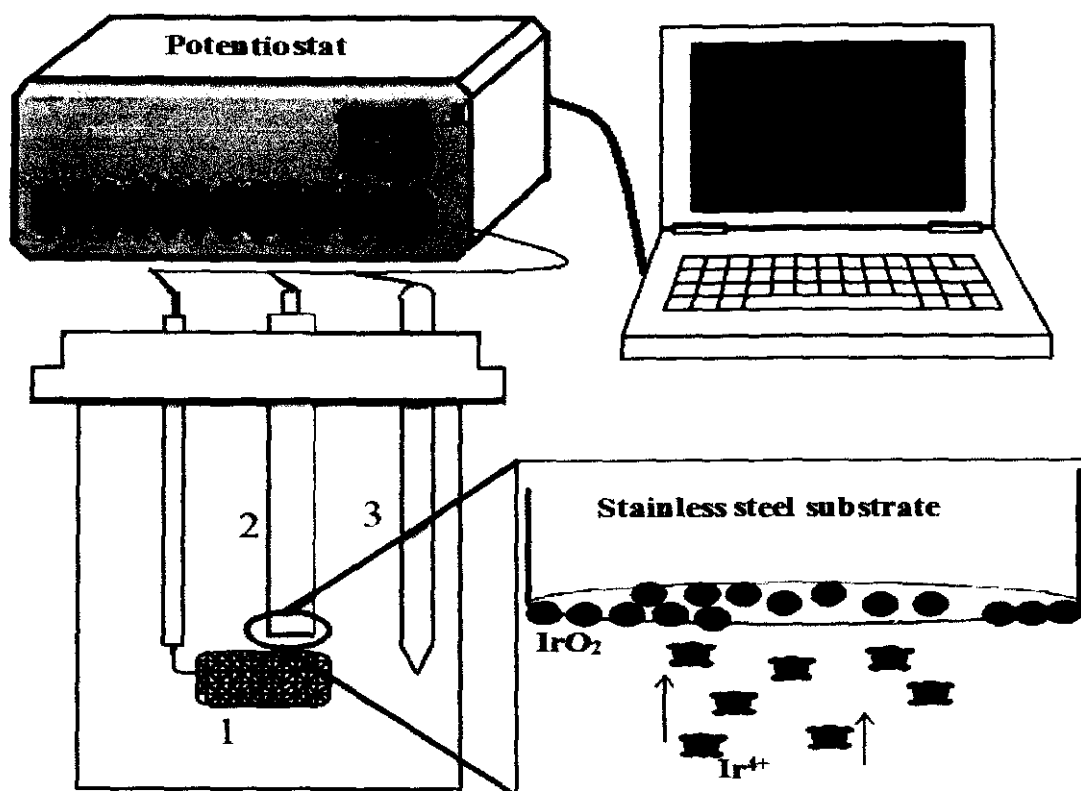 Potentiostat
2
3
Stainless steel substrate
IrO₂
1
Ir⁴⁺